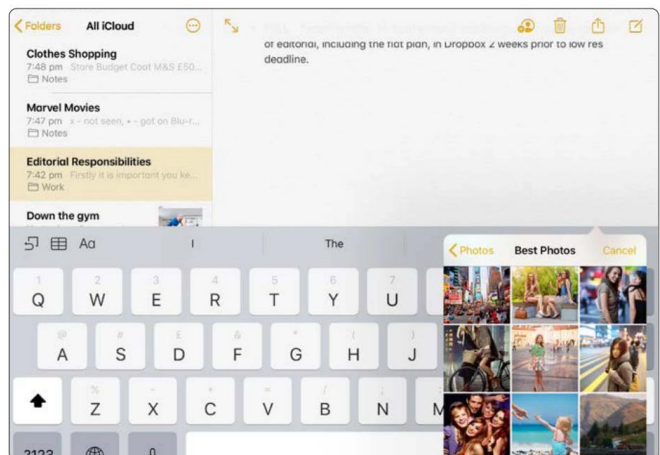 Folders
All iCloud
Clothes Shopping
7:48 pm Store Budget Coot M&S £50...
Notes
Marvel Movies
7:47 pm x - not seen, • - got on Blu-r...
Notes
Editorial Responsibilities
7:42 pm Firstly it is important you ke...
Work
Down the gym
of editorial, including the flat plan, in Dropbox 2 weeks prior to low res
deadline.
Aa
I
The
Photos
Best Photos
Cancel
1 2 3 4 5 6 7
Q W E R T Y U
@ # £ & * ( )
A S D F G H J
% - + = / ;
Z X C V B N M
.?123